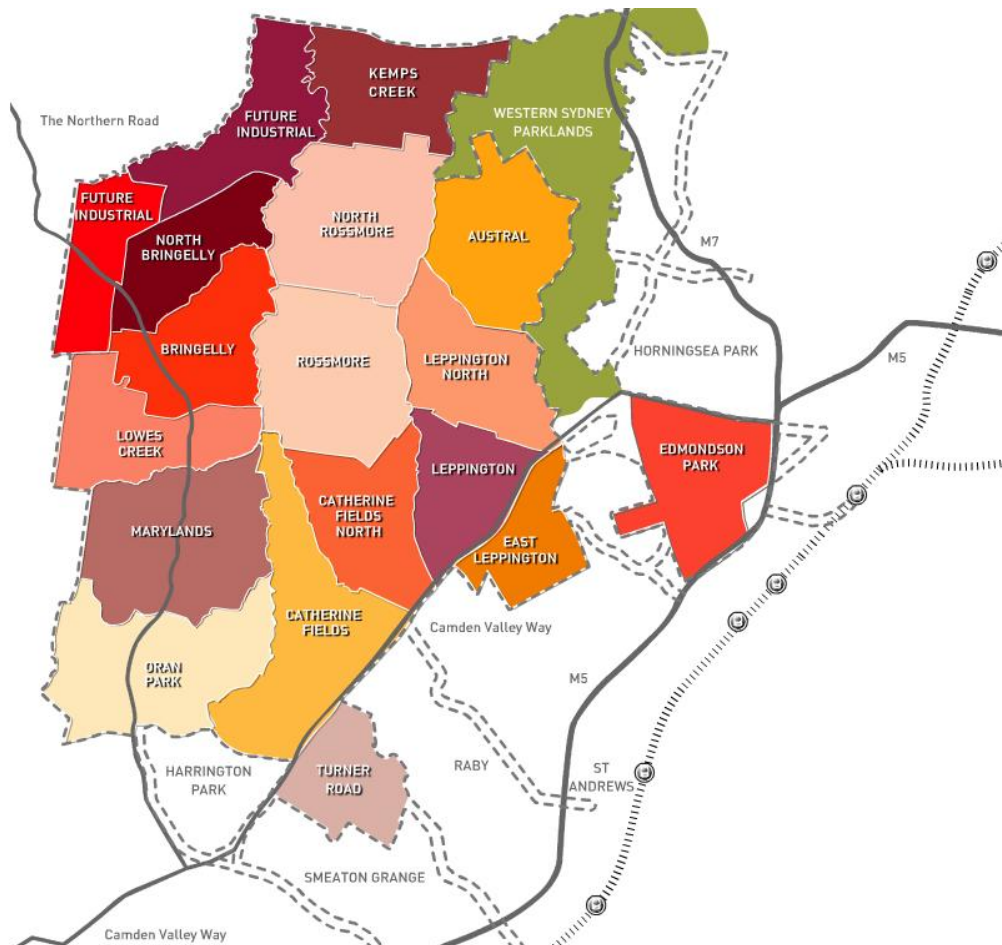 KEMPS
CREEK
WESTERN SYDNEY
PARKLANDS
The Northern Road
FUTURE
INDUSTRIAL
FUTURE
INDUSTRIAL
NORTH
ROSSMORE
NORTH
BRINGELLY
AUSTRAL
M7
BRINGELLY
ROSSMORE
LEPPINGTON
NORTH
HORNINGSEA PARK
M5
LOWES
CREEK
LEPPINGTON
EDMONDSON
PARK
MARYLANDS
CATHERINE
FIELDS
NORTH
EAST
LEPPINGTON
CATHERINE
FIELDS
Camden Valley Way
ORAN
PARK
M5
HARRINGTON
PARK
TURNER
ROAD
RABY
ST
ANDREWS
SMEATON GRANGE
Camden Valley Way